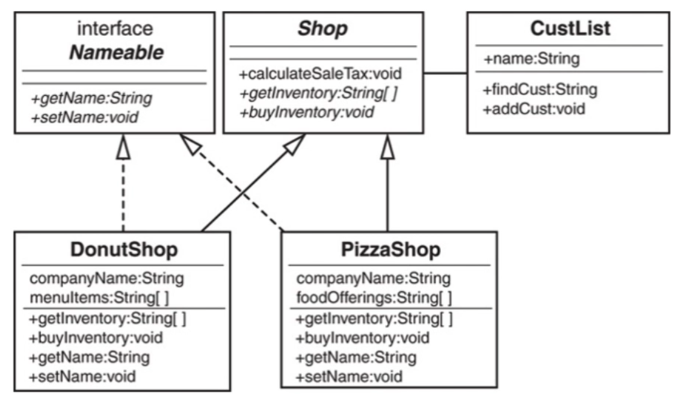 interface
Nameable
+getName:String
+setName:void
Shop
+calculateSaleTax:void
+getInventory:String[ ]
+buyInventory:void
CustList
+name:String
+findCust:String
+addCust:void
DonutShop
companyName:String
menuItems:String[ ]
+getInventory:String[ ]
+buyInventory:void
+getName:String
+setName:void
PizzaShop
companyName:String
foodOfferings:String[ ]
+getInventory:String[ ]
+buyInventory:void
+getName:String
+setName:void